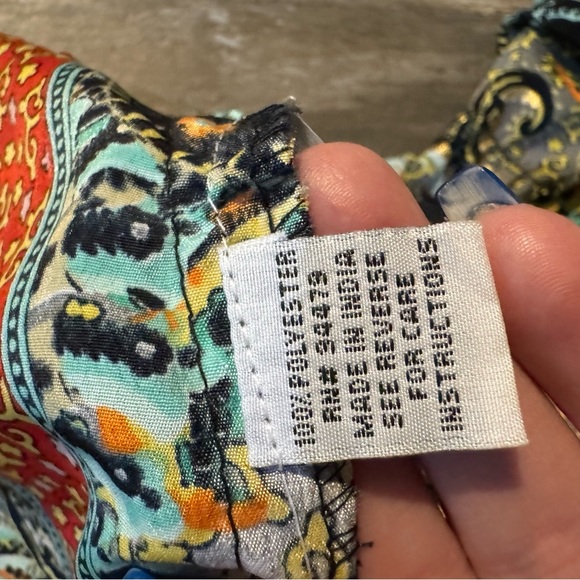 100% POLYESTER
RN# 34479
MADE IN INDIA
SEE REVERSE
FOR CARE
INSTRUCTIONS